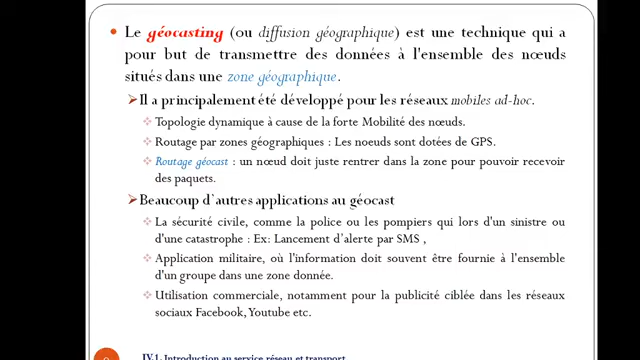 Le géocasting (ou diffusion géographique) est une technique qui a
pour but de transmettre des données à l'ensemble des nœuds
situés dans une zone géographique.
Il a principalement été développé pour les réseaux mobiles ad-hoc.
Topologie dynamique à cause de la forte Mobilité des nœuds.
Routage par zones géographiques : Les noeuds sont dotées de GPS.
Routage géocast : un nœud doit juste rentrer dans la zone pour pouvoir recevoir
des paquets.
Beaucoup d'autres applications au géocast
La sécurité civile, comme la police ou les pompiers qui lors d'un sinistre ou
d'une catastrophe : Ex: Lancement d'alerte par SMS ,
Application militaire, où l'information doit souvent être fournie à l'ensemble
d'un groupe dans une zone donnée.
Utilisation commerciale, notamment pour la publicité ciblée dans les réseaux
sociaux Facebook, Youtube etc.
IV.1. Introduction au service réseau et transport